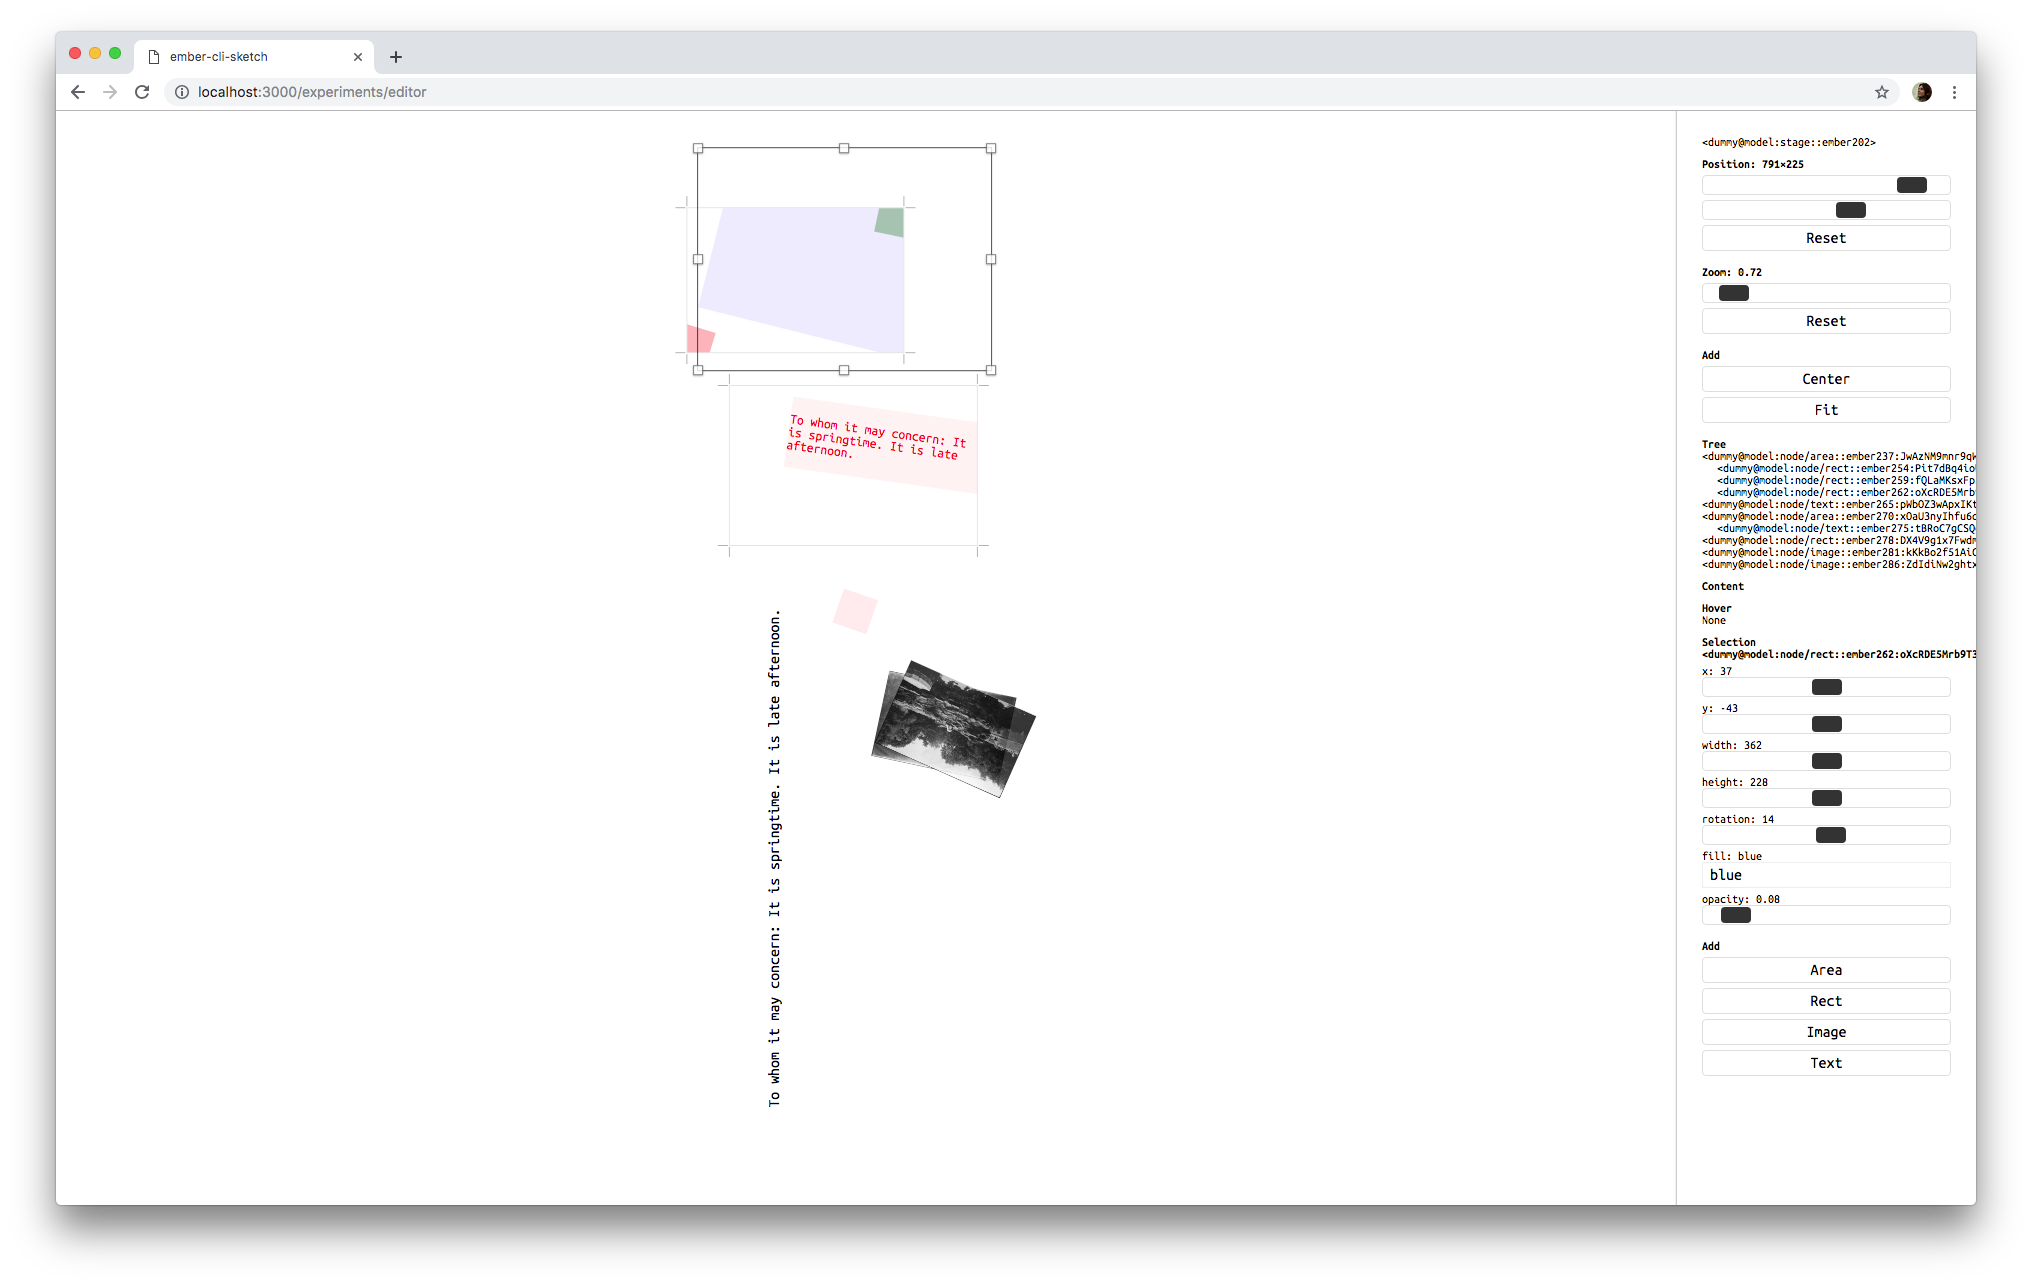 ember-cli-sketch
localhost:3000/experiments/editor
To whom it may concern: It
is springtime. It is late
afternoon.
To whom it may concern: It is springtime. It is late afternoon.
<dummy@model:stage::ember202>
Position: 791×225
Reset
Zoom: 0.72
Reset
Add
Center
Fit
Tree
<dummy@model:node/area::ember237:JwAzNM9mnr9qW
<dummy@model:node/rect::ember254:Pit7dBq4io
<dummy@model:node/rect::ember259:fQLaMKsxFp
<dummy@model:node/rect::ember262:oXcRDE5Mrb
<dummy@model:node/text::ember265:pWbOZ3wApxIKt
<dummy@model:node/area::ember270:xOaU3nyIhfu6c
<dummy@model:node/text::ember275:tBRoC7gCSQ
<dummy@model:node/rect::ember278:DX4V9g1x7Fwdm
<dummy@model:node/image::ember281:kKkBo2f51AiC
<dummy@model:node/image::ember286:ZdIdiNw2ghtx
Content
Hover
None
Selection
<dummy@model:node/rect::ember262:oXcRDE5Mrb9T3
x: 37
y: -43
width: 362
height: 228
rotation: 14
fill: blue
blue
opacity: 0.08
Add
Area
Rect
Image
Text